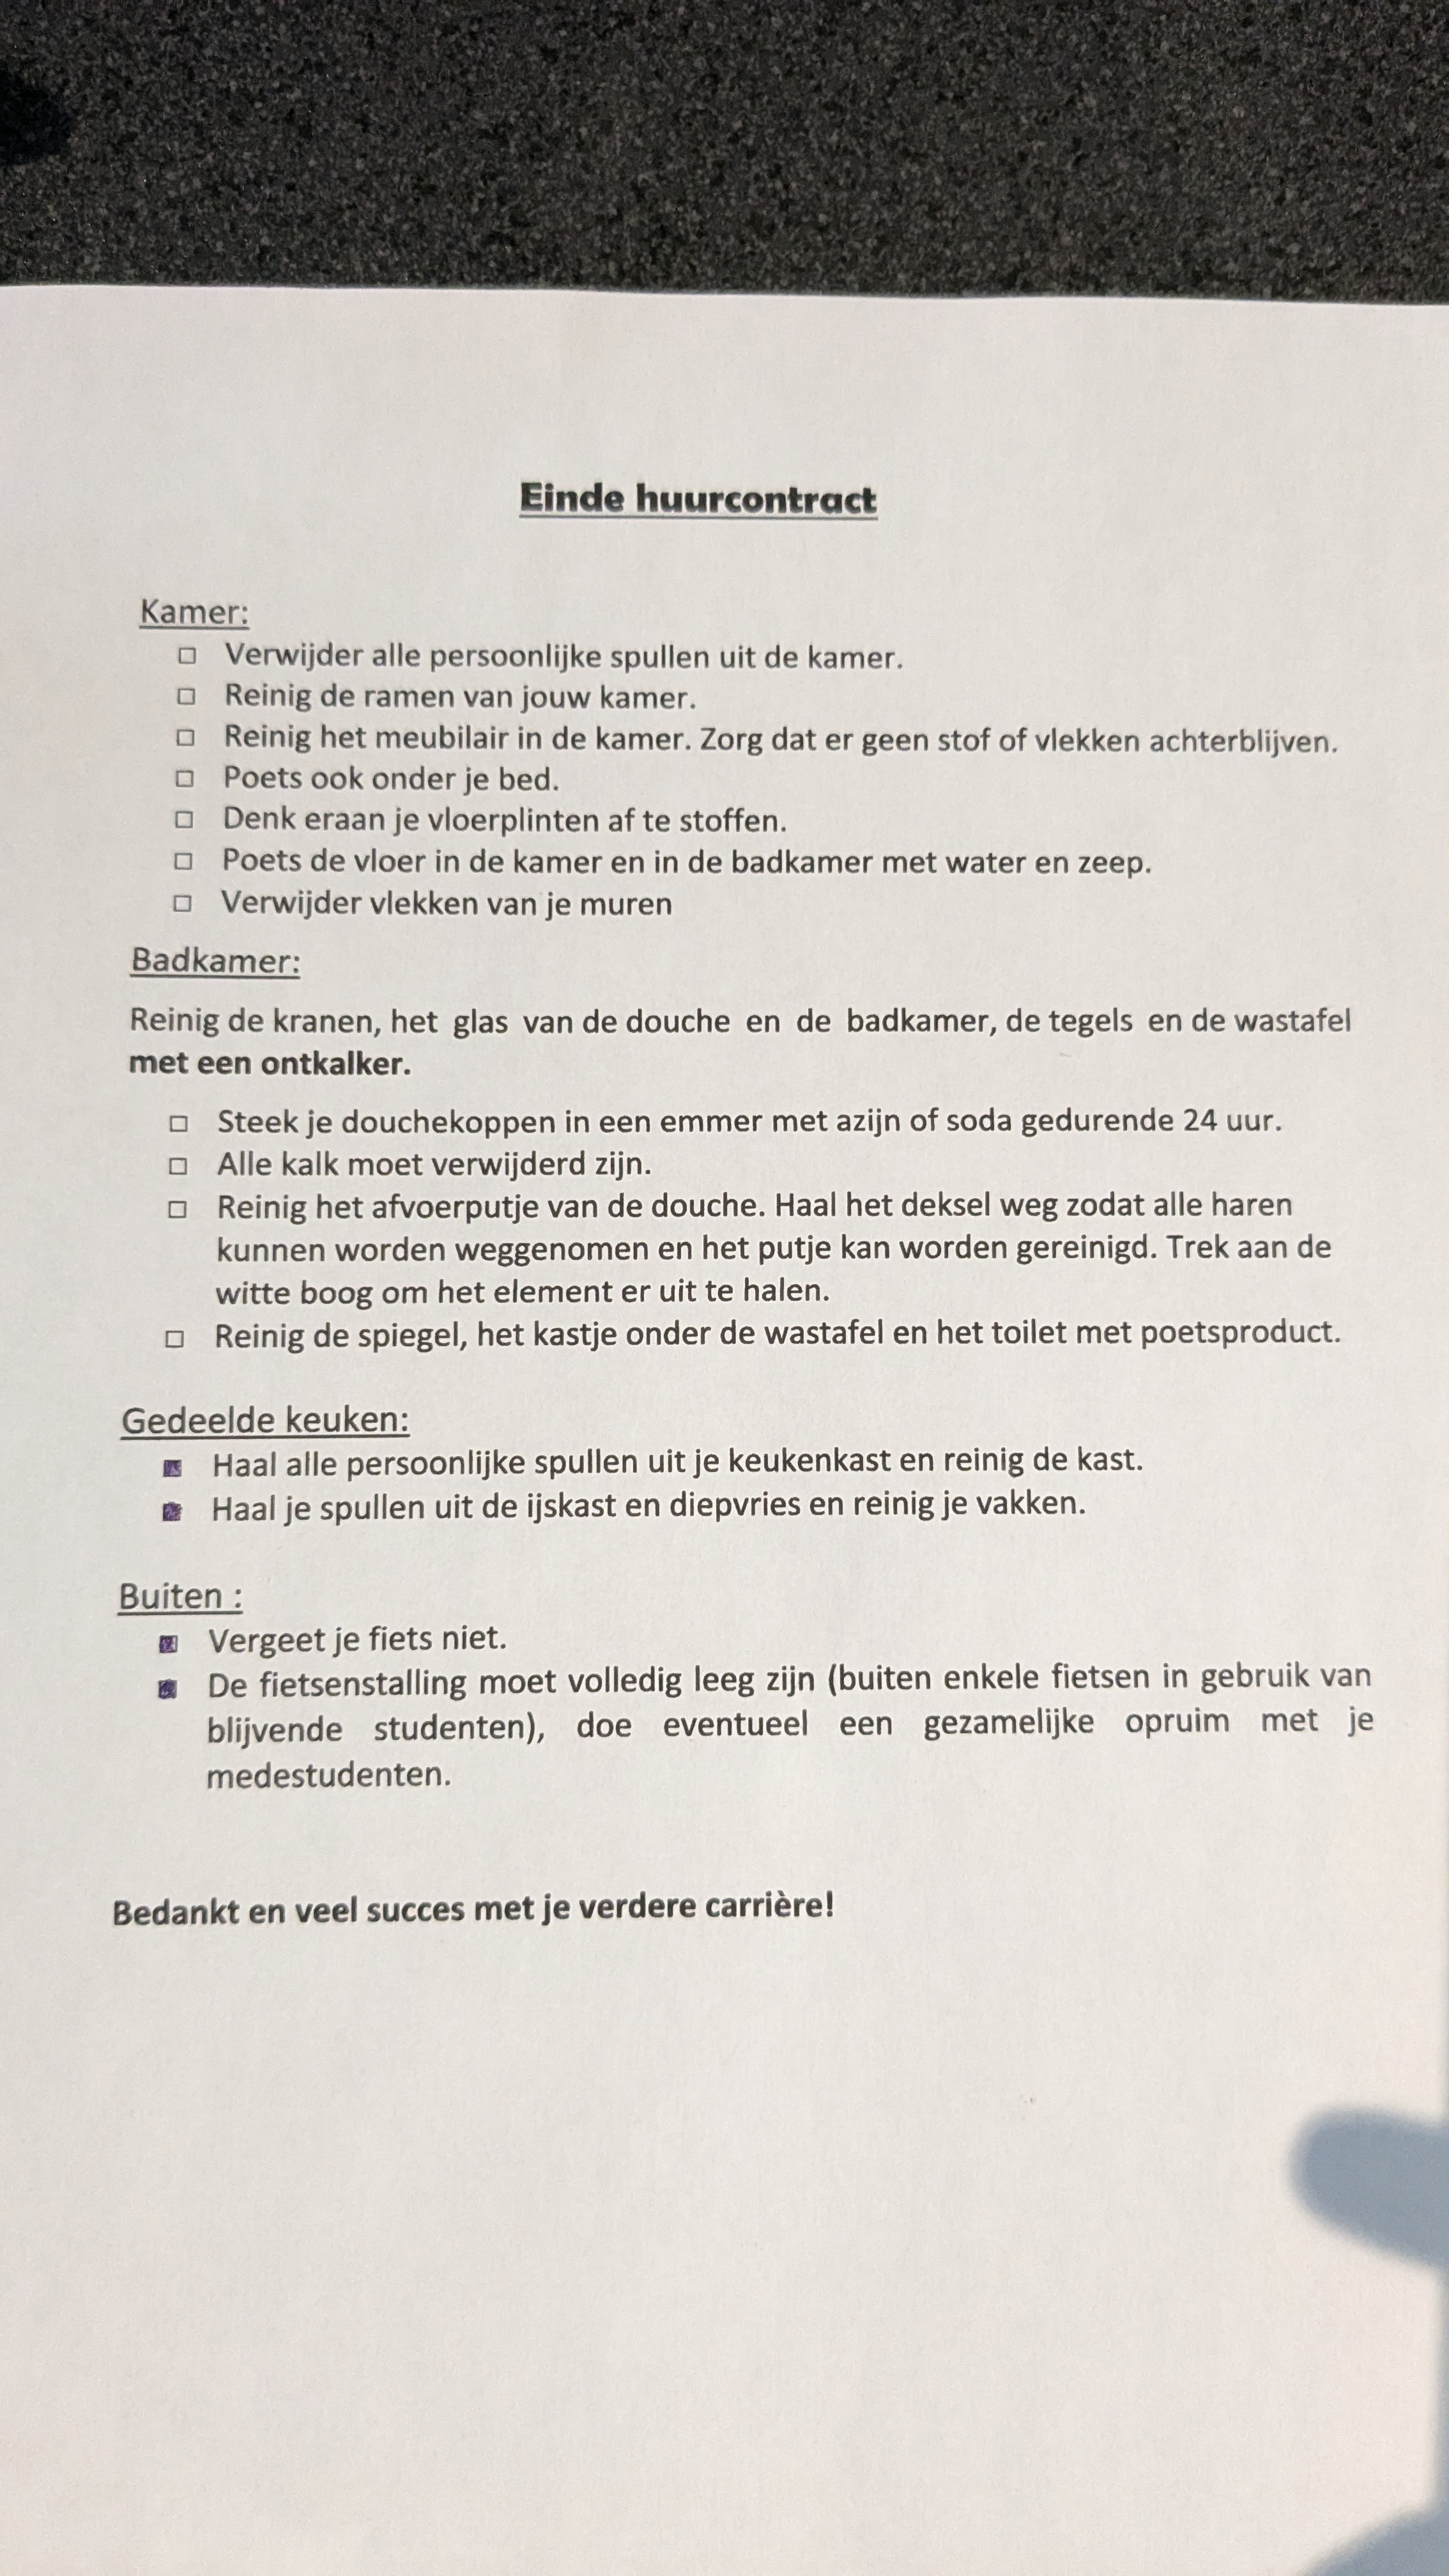 Einde huurcontract
Kamer:
□ Verwijder alle persoonlijke spullen uit de kamer.
□ Reinig de ramen van jouw kamer.
□ Reinig het meubilair in de kamer. Zorg dat er geen stof of vlekken achterblijven.
□ Poets ook onder je bed.
□ Denk eraan je vloerplinten af te stoffen.
□ Poets de vloer in de kamer en in de badkamer met water en zeep.
□ Verwijder vlekken van je muren
Badkamer:
Reinig de kranen, het glas van de douche en de badkamer, de tegels en de wastafel
met een ontkalker.
□ Steek je douchekoppen in een emmer met azijn of soda gedurende 24 uur.
□ Alle kalk moet verwijderd zijn.
□ Reinig het afvoerputje van de douche. Haal het deksel weg zodat alle haren
kunnen worden weggenomen en het putje kan worden gereinigd. Trek aan de
witte boog om het element er uit te halen.
□ Reinig de spiegel, het kastje onder de wastafel en het toilet met poetsproduct.
Gedeelde keuken:
■ Haal alle persoonlijke spullen uit je keukenkast en reinig de kast.
■ Haal je spullen uit de ijskast en diepvries en reinig je vakken.
Buiten :
■ Vergeet je fiets niet.
■ De fietsenstalling moet volledig leeg zijn (buiten enkele fietsen in gebruik van
blijvende studenten), doe eventueel een gezamelijke opruim met je
medestudenten.
Bedankt en veel succes met je verdere carrière!